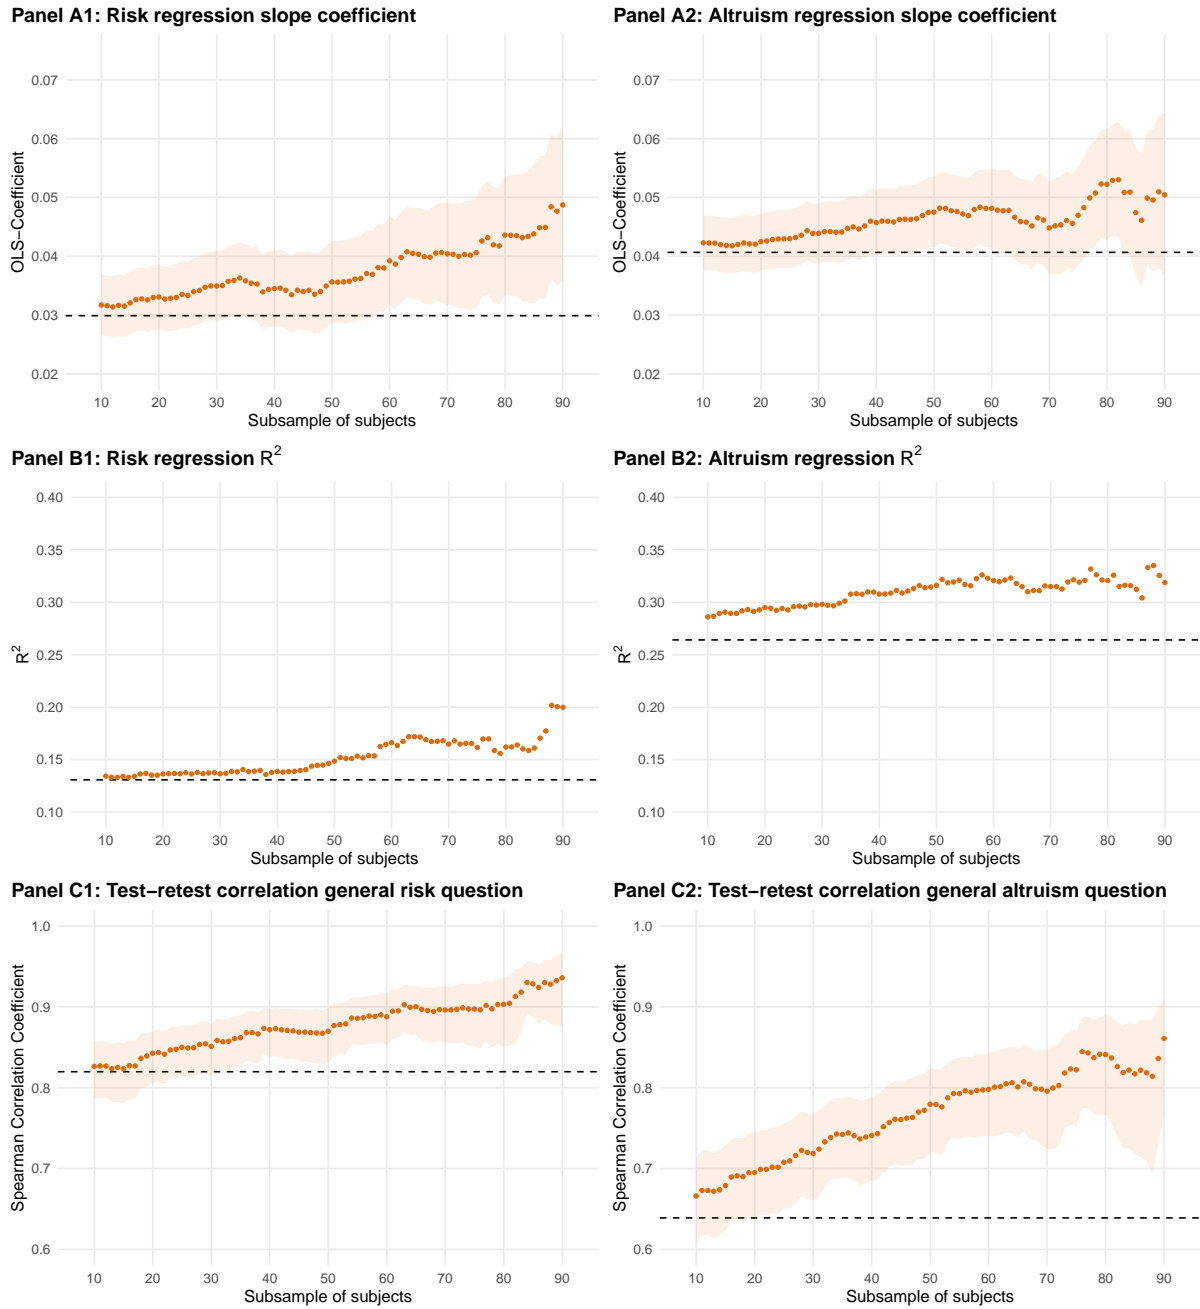 Panel A1: Risk regression slope coefficient
0.07
0.06
0.05
0.04
0.03
0.02
OLS−Coefficient
10 20 30 40 50 60 70 80 90
Subsample of subjects
Panel A2: Altruism regression slope coefficient
0.07
0.06
0.05
0.04
0.03
0.02
OLS−Coefficient
10 20 30 40 50 60 70 80 90
Subsample of subjects
Panel B1: Risk regression R²
0.40
0.35
0.30
0.25
0.20
0.15
0.10
R²
10 20 30 40 50 60 70 80 90
Subsample of subjects
Panel B2: Altruism regression R²
0.40
0.35
0.30
0.25
0.20
0.15
0.10
R²
10 20 30 40 50 60 70 80 90
Subsample of subjects
Panel C1: Test−retest correlation general risk question
1.0
0.9
0.8
0.7
0.6
Spearman Correlation Coefficient
10 20 30 40 50 60 70 80 90
Subsample of subjects
Panel C2: Test−retest correlation general altruism question
1.0
0.9
0.8
0.7
0.6
Spearman Correlation Coefficient
10 20 30 40 50 60 70 80 90
Subsample of subjects